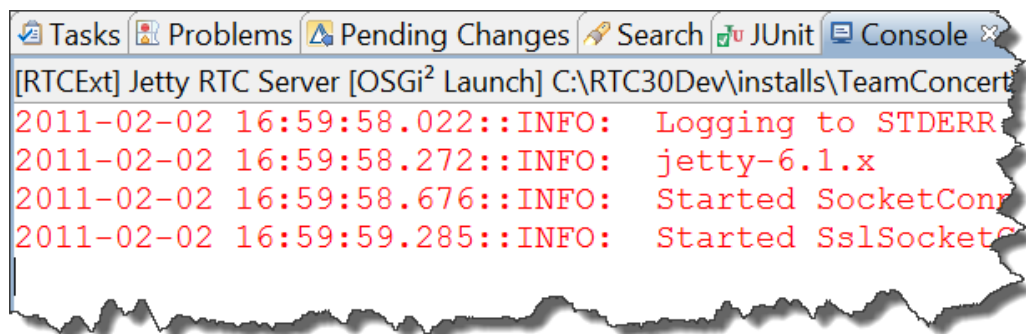 Tasks Problems Pending Changes Search JUnit Console
[RTCExt] Jetty RTC Server [OSGi² Launch] C:\RTC30Dev\installs\TeamConcert
2011-02-02 16:59:58.022::INFO:  Logging to STDERR
2011-02-02 16:59:58.272::INFO:  jetty-6.1.x
2011-02-02 16:59:58.676::INFO:  Started
2011-02-02 16:59:59.285::INFO:  Started